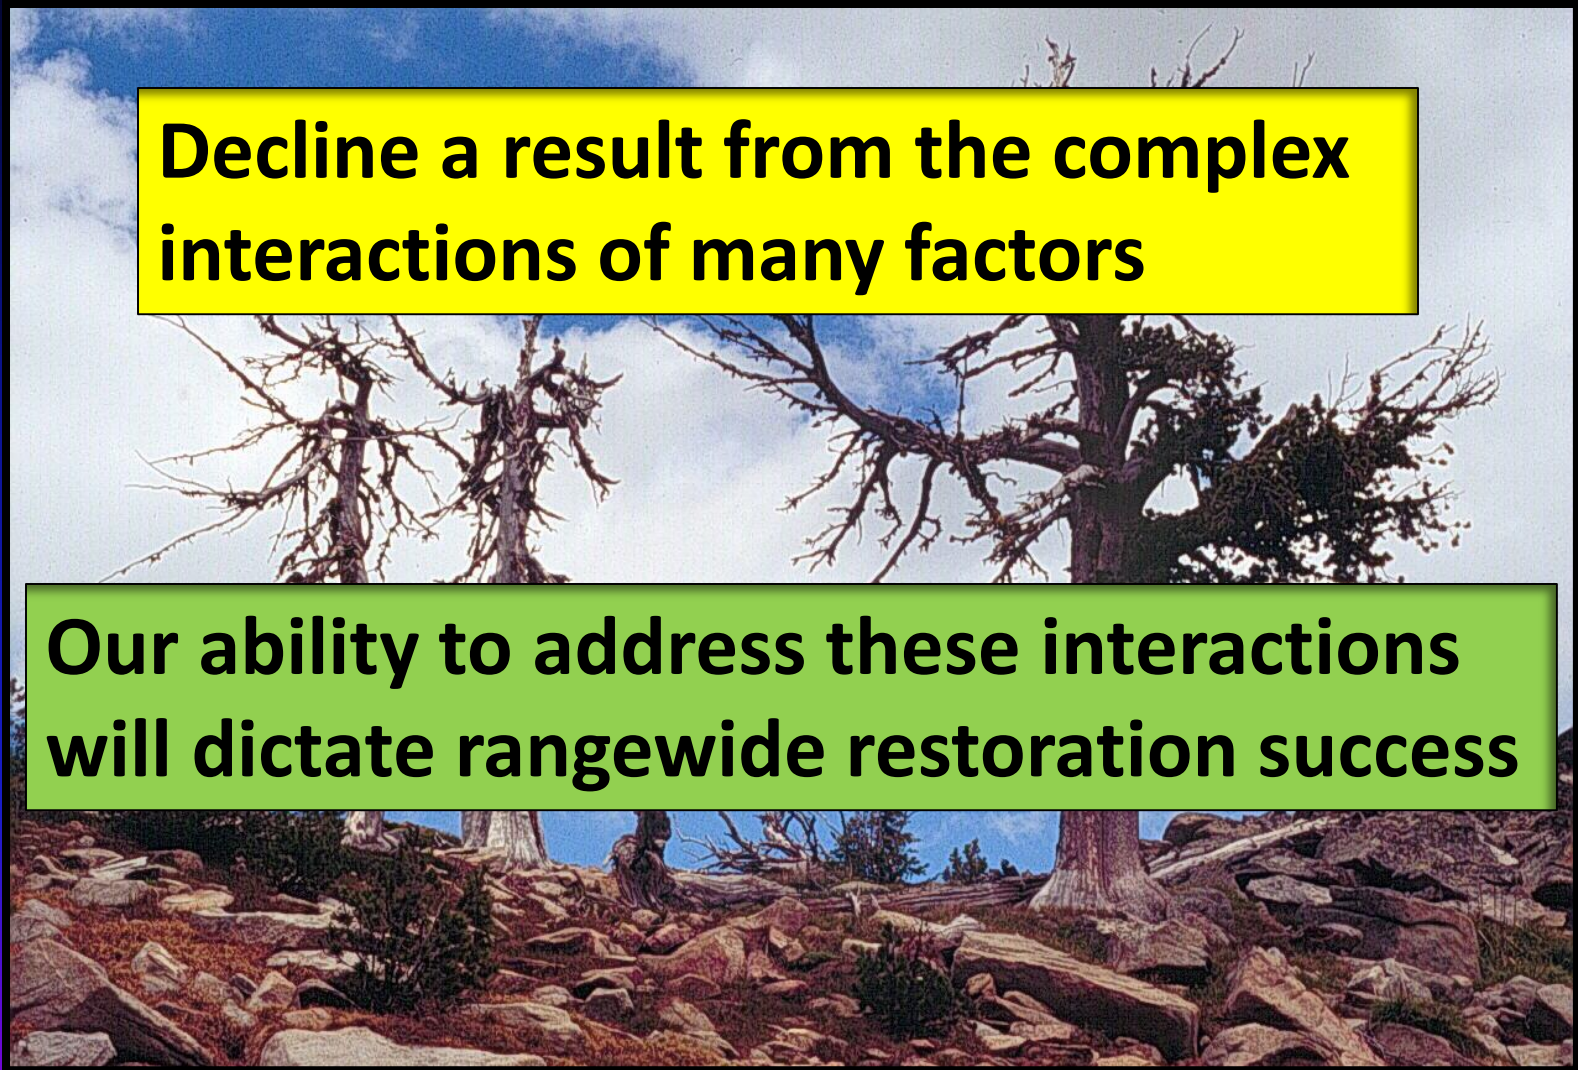 Decline a result from the complex
interactions of many factors
Our ability to address these interactions
will dictate rangewide restoration success